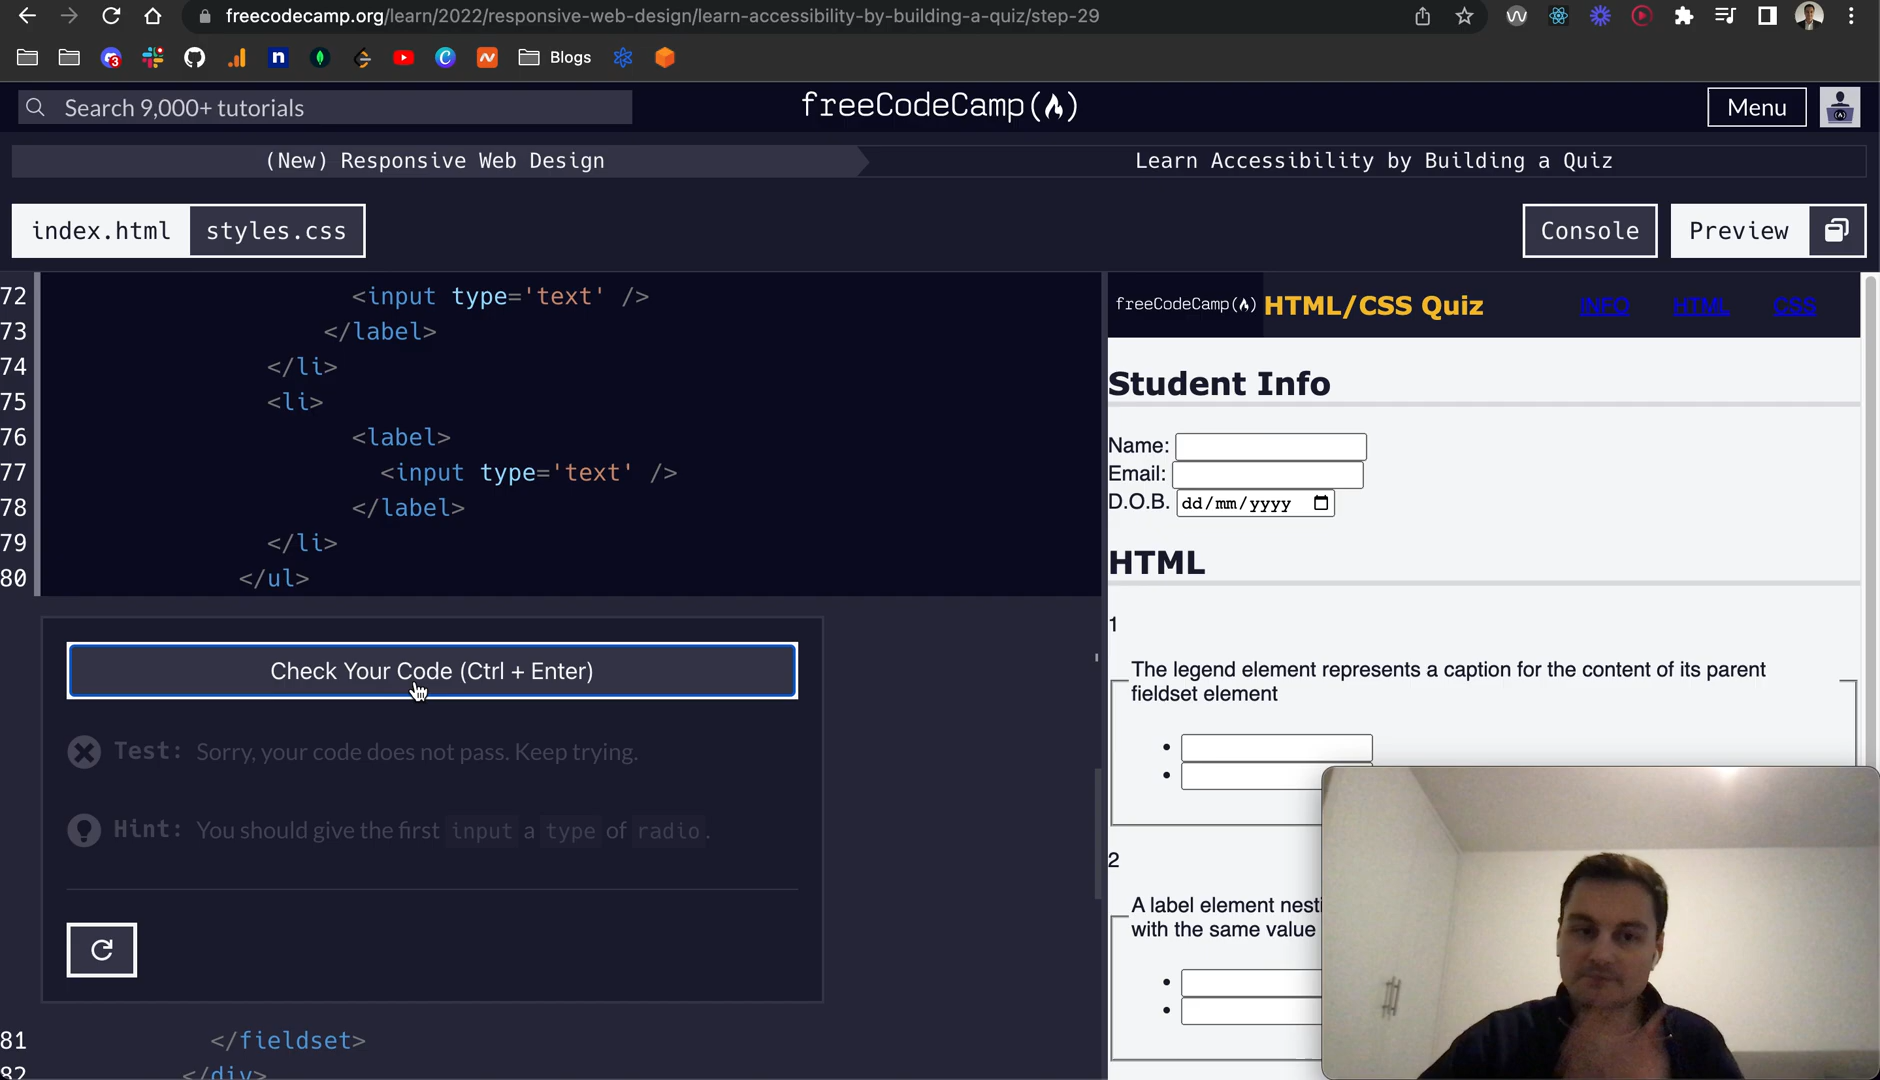 freecodecamp.org/learn/2022/responsive-web-design/learn-accessibility-by-building-a-quiz/step-29
3
Blogs
Search 9,000+ tutorials
freeCodeCamp(🔥)
Menu
(New) Responsive Web Design
Learn Accessibility by Building a Quiz
index.html
styles.css
Console
Preview
72 <input type='text' />
73 </label>
74 </li>
75 <li>
76 <label>
77 <input type='text' />
78 </label>
79 </li>
80 </ul>
Check Your Code (Ctrl + Enter)
Test: Sorry, your code does not pass. Keep trying.
Hint: You should give the first input a type of radio.
81 </fieldset>
82 </div>
freeCodeCamp(🔥)
HTML/CSS Quiz
INFO
HTML
CSS
Student Info
Name:
Email:
D.O.B. dd/mm/yyyy
HTML
1
The legend element represents a caption for the content of its parent
fieldset element
2
A label element nesti
with the same value